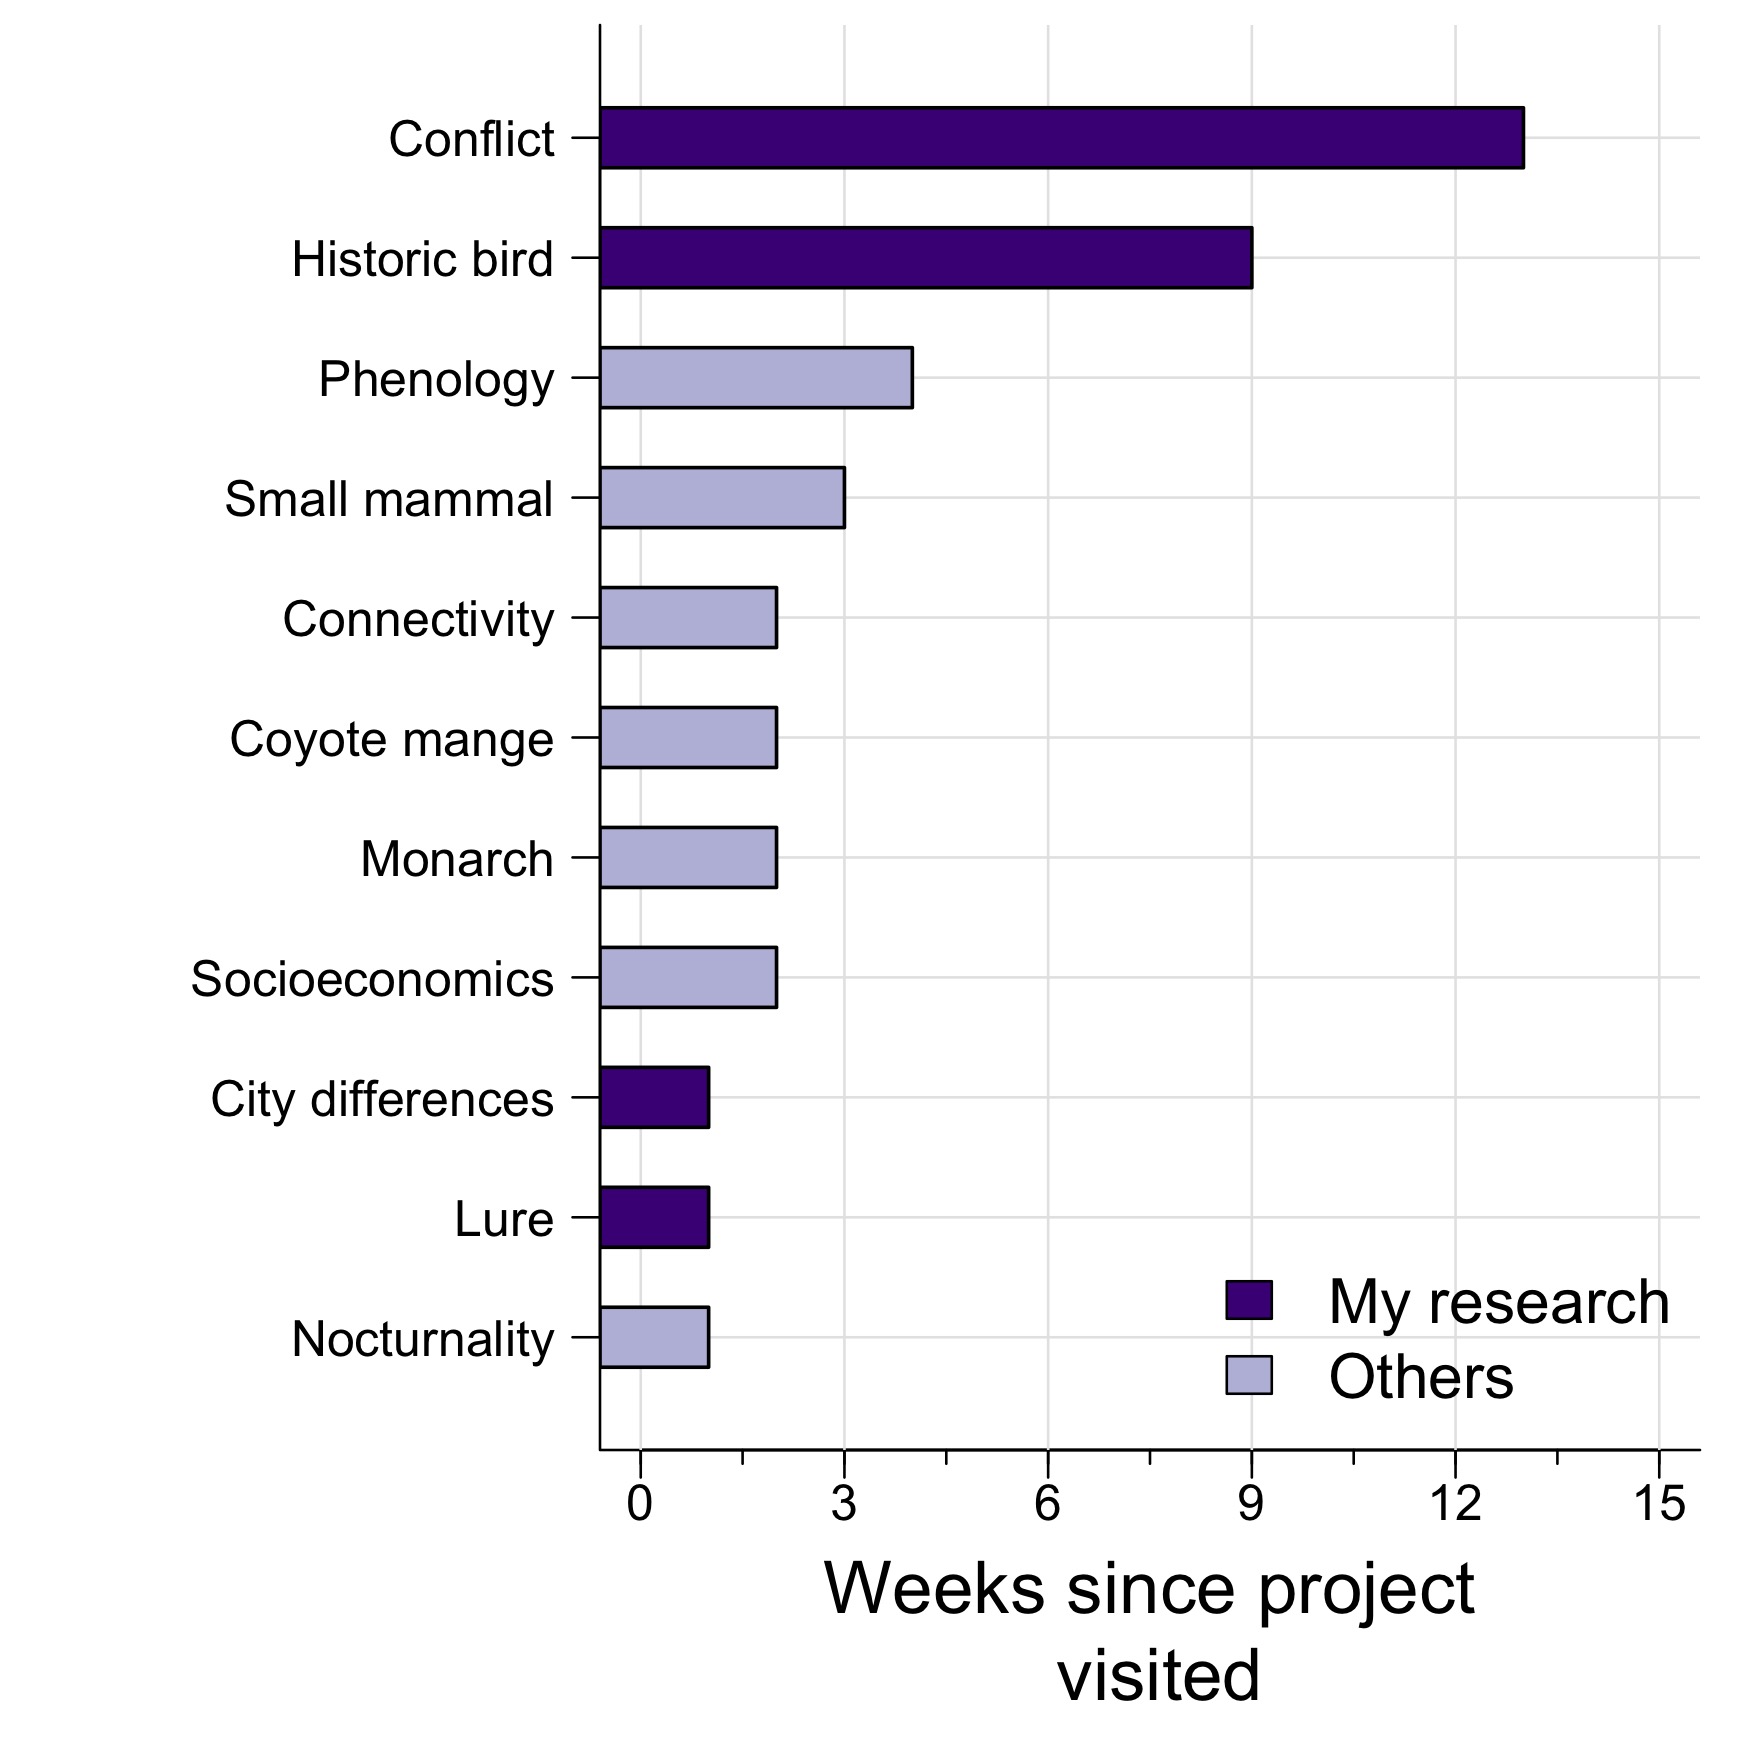 Conflict
Historic bird
Phenology
Small mammal
Connectivity
Coyote mange
Monarch
Socioeconomics
City differences
Lure
Nocturnality
My research
Others
0 3 6 9 12 15
Weeks since project
visited